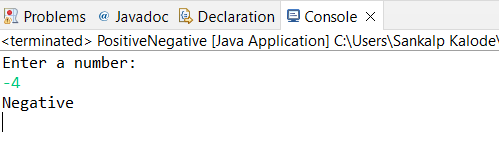 Problems @ Javadoc Declaration Console
<terminated> PositiveNegative [Java Application] C:\Users\Sankalp Kalode\
Enter a number:
-4
Negative